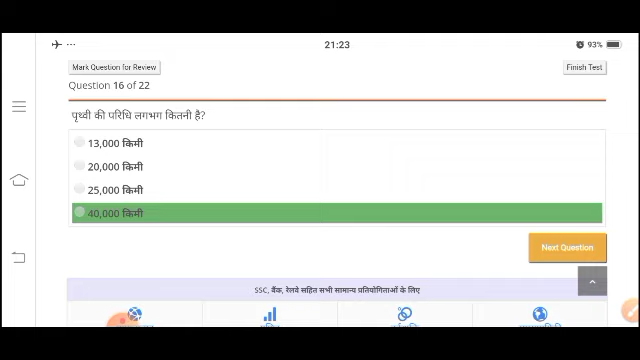 21:23
93%
Mark Question for Review
Finish Test
Question 16 of 22
पृथ्वी की परिधि लगभग कितनी है?
13,000 किमी
20,000 किमी
25,000 किमी
40,000 किमी
Next Question
SSC, बैंक, रेलवे सहित सभी सामान्य प्रतियोगिताओं के लिए